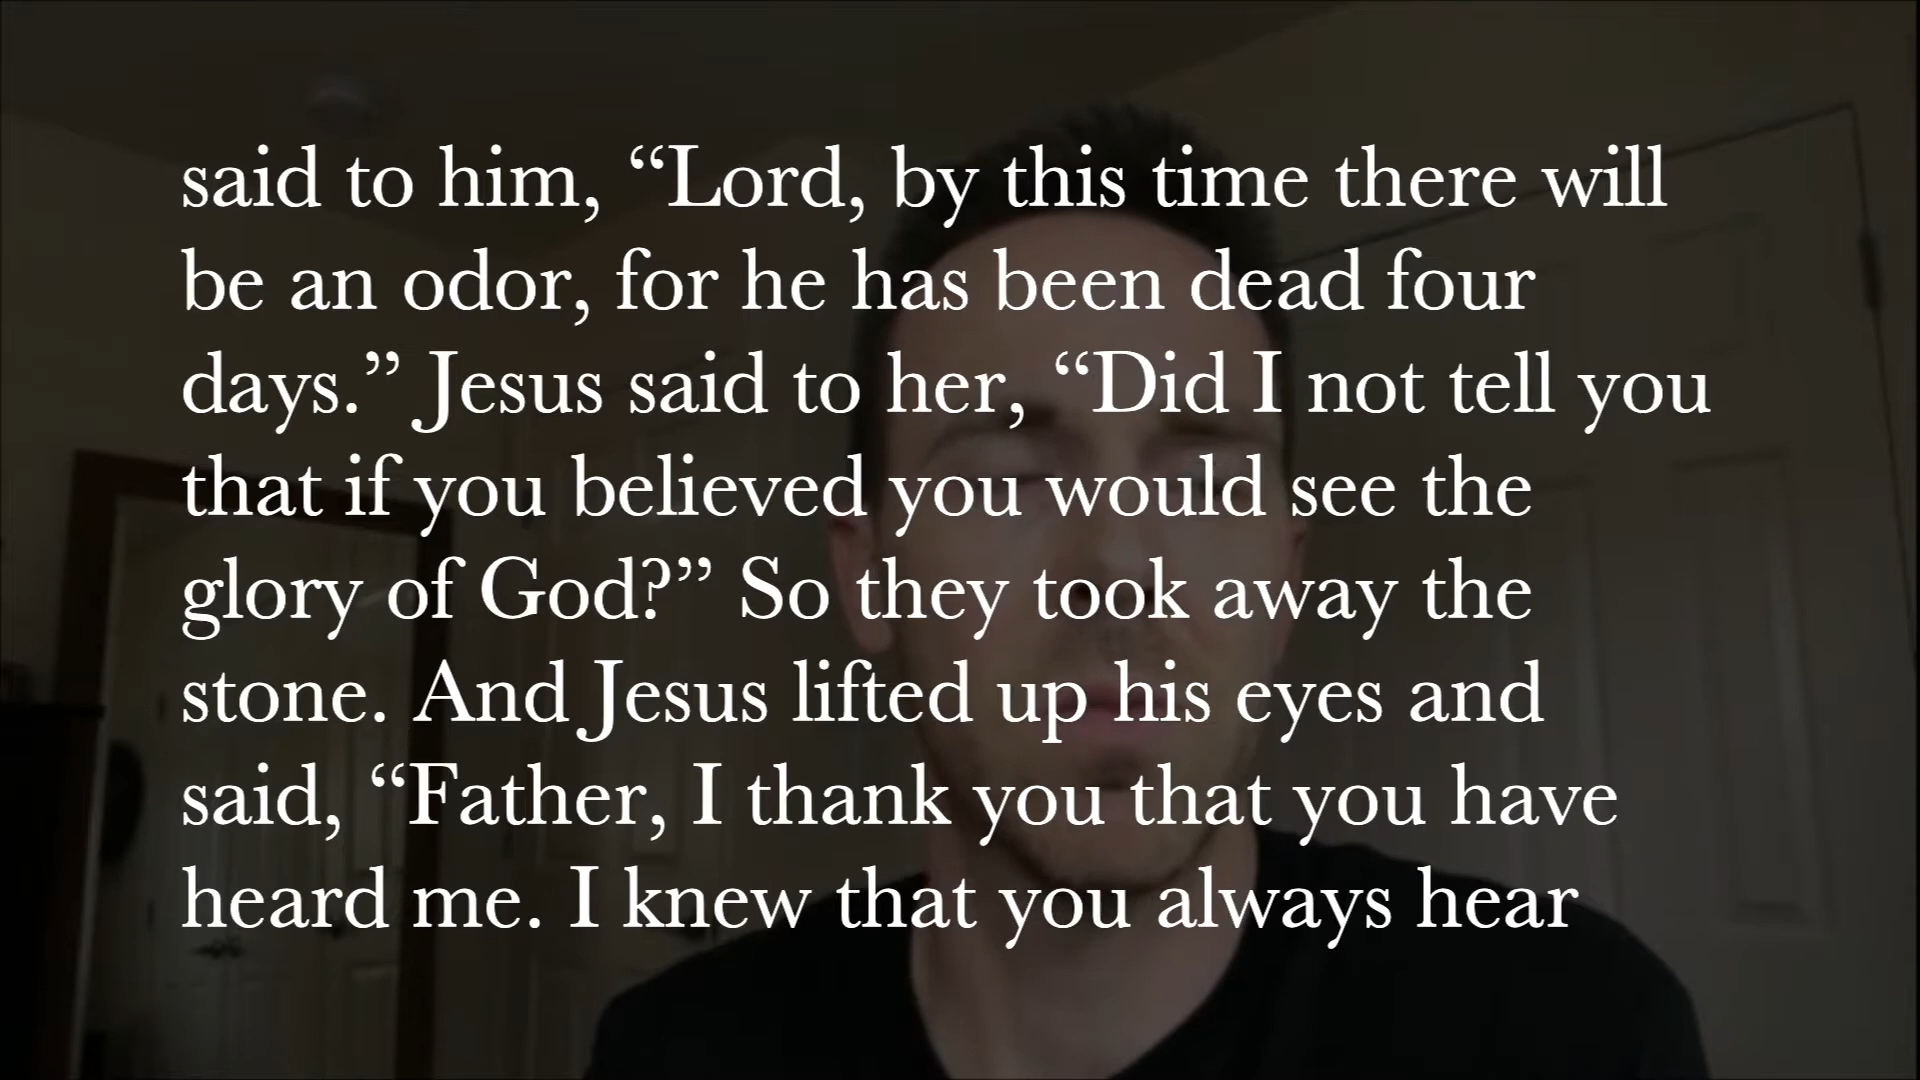 said to him, “Lord, by this time there will
be an odor, for he has been dead four
days.” Jesus said to her, “Did I not tell you
that if you believed you would see the
glory of God?” So they took away the
stone. And Jesus lifted up his eyes and
said, “Father, I thank you that you have
heard me. I knew that you always hear